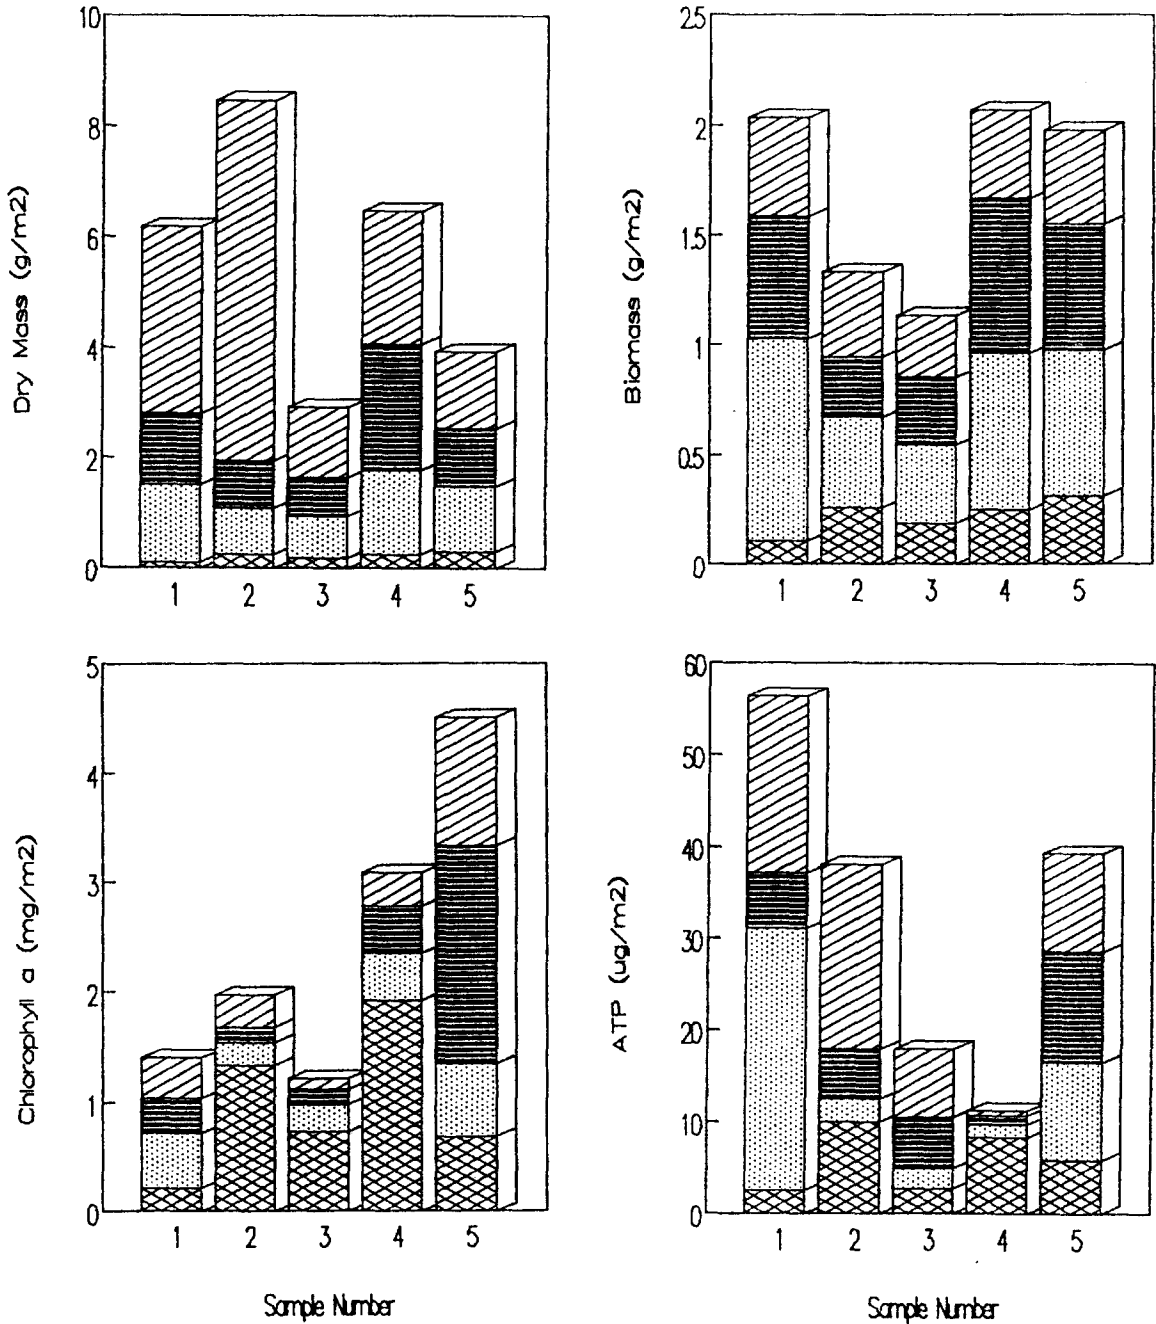 10
8
6
4
2
0
Dry Mass (g/m2)
1 2 3 4 5
2.5
2
1.5
1
0.5
0
Biomass (g/m2)
1 2 3 4 5
5
4
3
2
1
0
Chlorophyll a (mg/m2)
1 2 3 4 5
Sample Number
60
50
40
30
20
10
0
ATP (ug/m2)
1 2 3 4 5
Sample Number